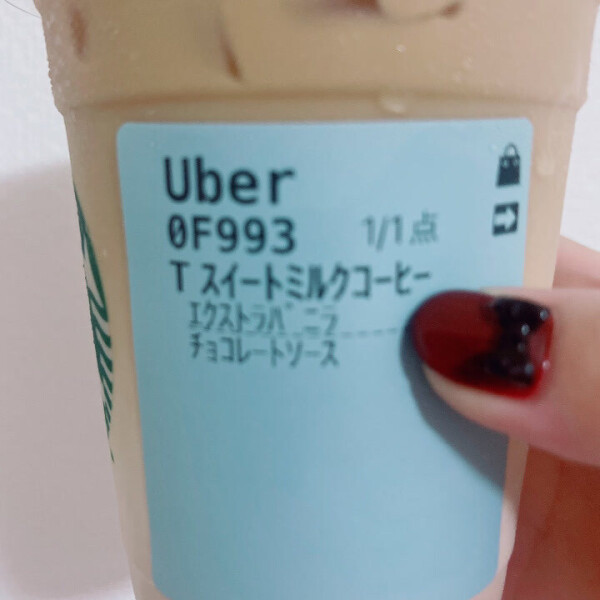 Uber
0F993 1/1点
T スイートミルクコーヒー
エクストラバニラ
チョコレートソース